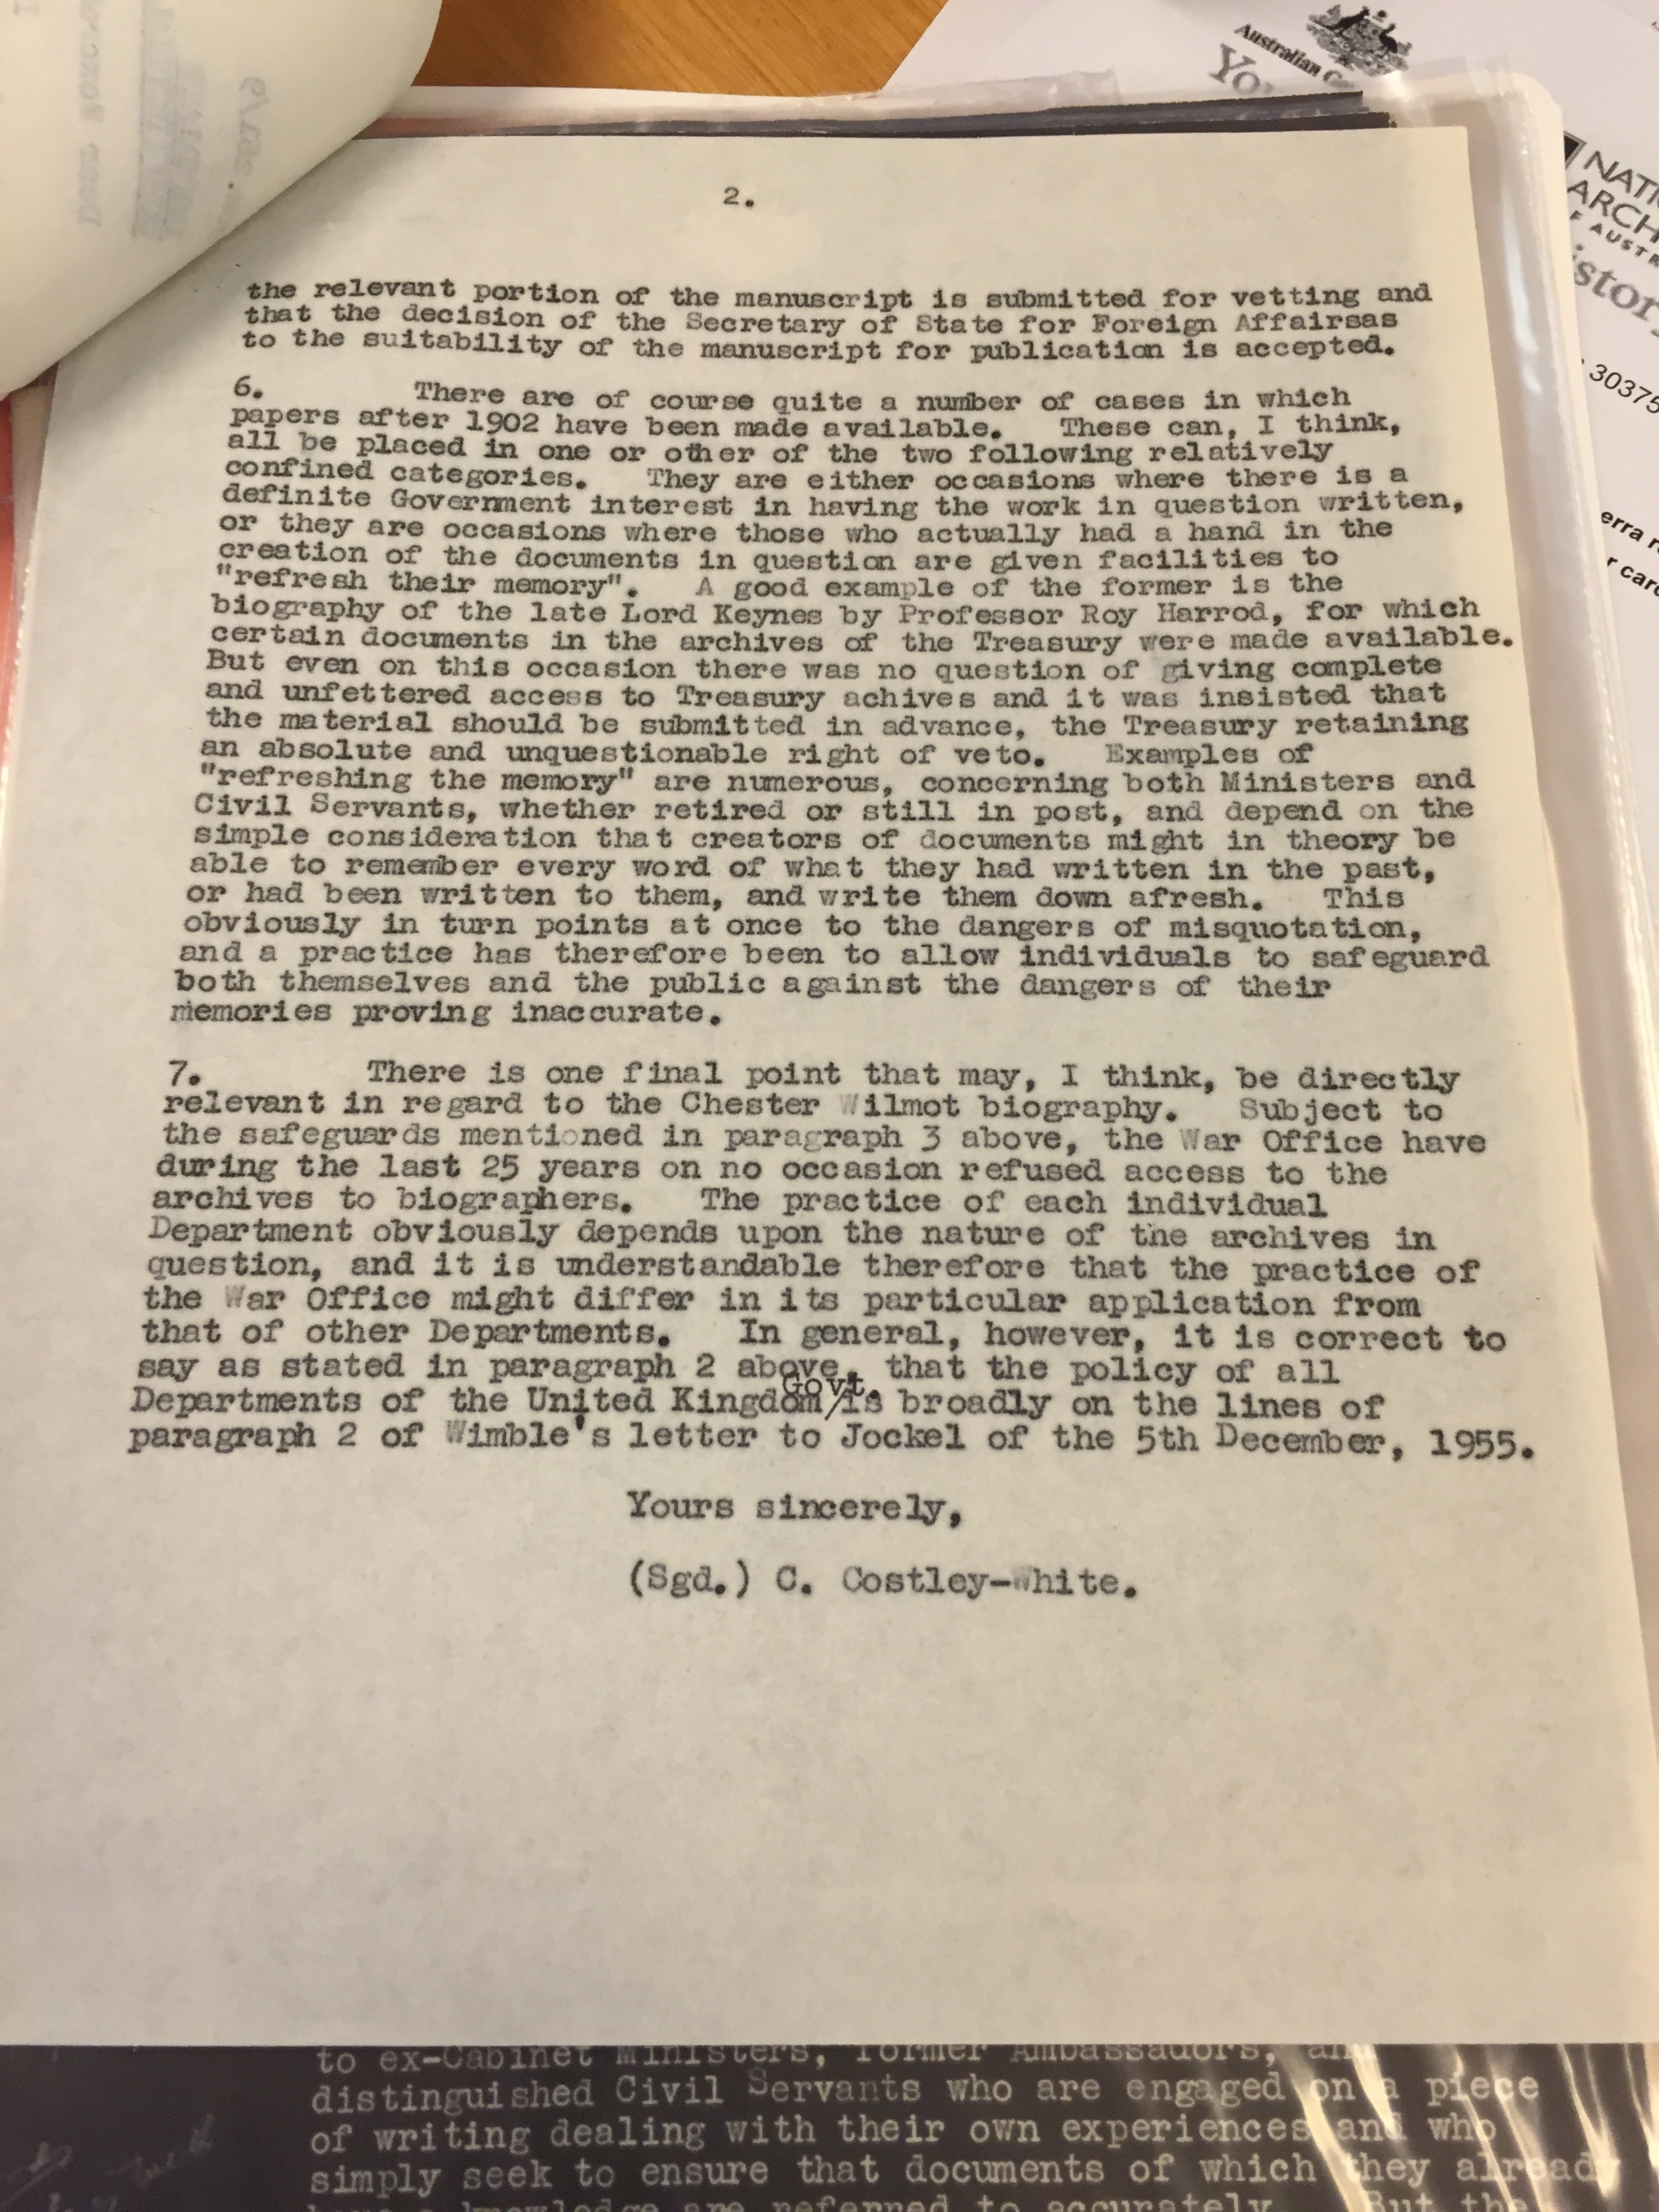 Australian
Yo
NATI
ARCH
F AUSTR
istor
30375
erra r
r card
2.
the relevant portion of the manuscript is submitted for vetting and
that the decision of the Secretary of State for Foreign Affairsas
to the suitability of the manuscript for publication is accepted.
6. There are of course quite a number of cases in which
papers after 1902 have been made available. These can, I think,
all be placed in one or other of the two following relatively
confined categories. They are either occasions where there is a
definite Government interest in having the work in question written,
or they are occasions where those who actually had a hand in the
creation of the documents in question are given facilities to
"refresh their memory". A good example of the former is the
biography of the late Lord Keynes by Professor Roy Harrod, for which
certain documents in the archives of the Treasury were made available.
But even on this occasion there was no question of giving complete
and unfettered access to Treasury achives and it was insisted that
the material should be submitted in advance, the Treasury retaining
an absolute and unquestionable right of veto. Examples of
"refreshing the memory" are numerous, concerning both Ministers and
Civil Servants, whether retired or still in post, and depend on the
simple consideration that creators of documents might in theory be
able to remember every word of what they had written in the past,
or had been written to them, and write them down afresh. This
obviously in turn points at once to the dangers of misquotation,
and a practice has therefore been to allow individuals to safeguard
both themselves and the public against the dangers of their
memories proving inaccurate.
7. There is one final point that may, I think, be directly
relevant in regard to the Chester Wilmot biography. Subject to
the safeguards mentioned in paragraph 3 above, the War Office have
during the last 25 years on no occasion refused access to the
archives to biographers. The practice of each individual
Department obviously depends upon the nature of the archives in
question, and it is understandable therefore that the practice of
the War Office might differ in its particular application from
that of other Departments. In general, however, it is correct to
say as stated in paragraph 2 above, that the policy of all
Govt.
Departments of the United Kingdom/is broadly on the lines of
paragraph 2 of Wimble's letter to Jockel of the 5th December, 1955.
Yours sincerely,
(Sgd.) C. Costley-White.
to ex-Cabinet Ministers, former Ambassadors, an
distinguished Civil Servants who are engaged on a piece
of writing dealing with their own experiences and who
simply seek to ensure that documents of which they already
have a knowledge are referred to accurately. But the